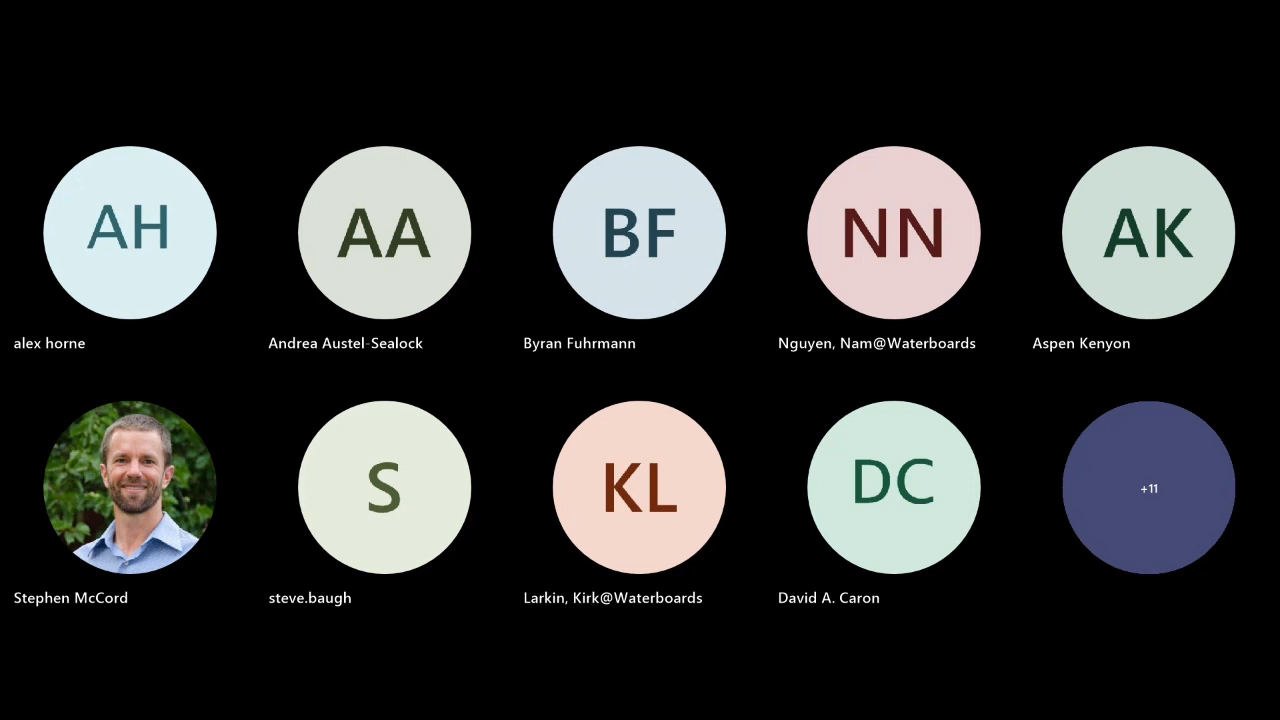 AH
AA
BF
NN
AK
alex horne
Andrea Austel-Sealock
Byran Fuhrmann
Nguyen, Nam@Waterboards
Aspen Kenyon
S
KL
DC
+11
Stephen McCord
steve.baugh
Larkin, Kirk@Waterboards
David A. Caron